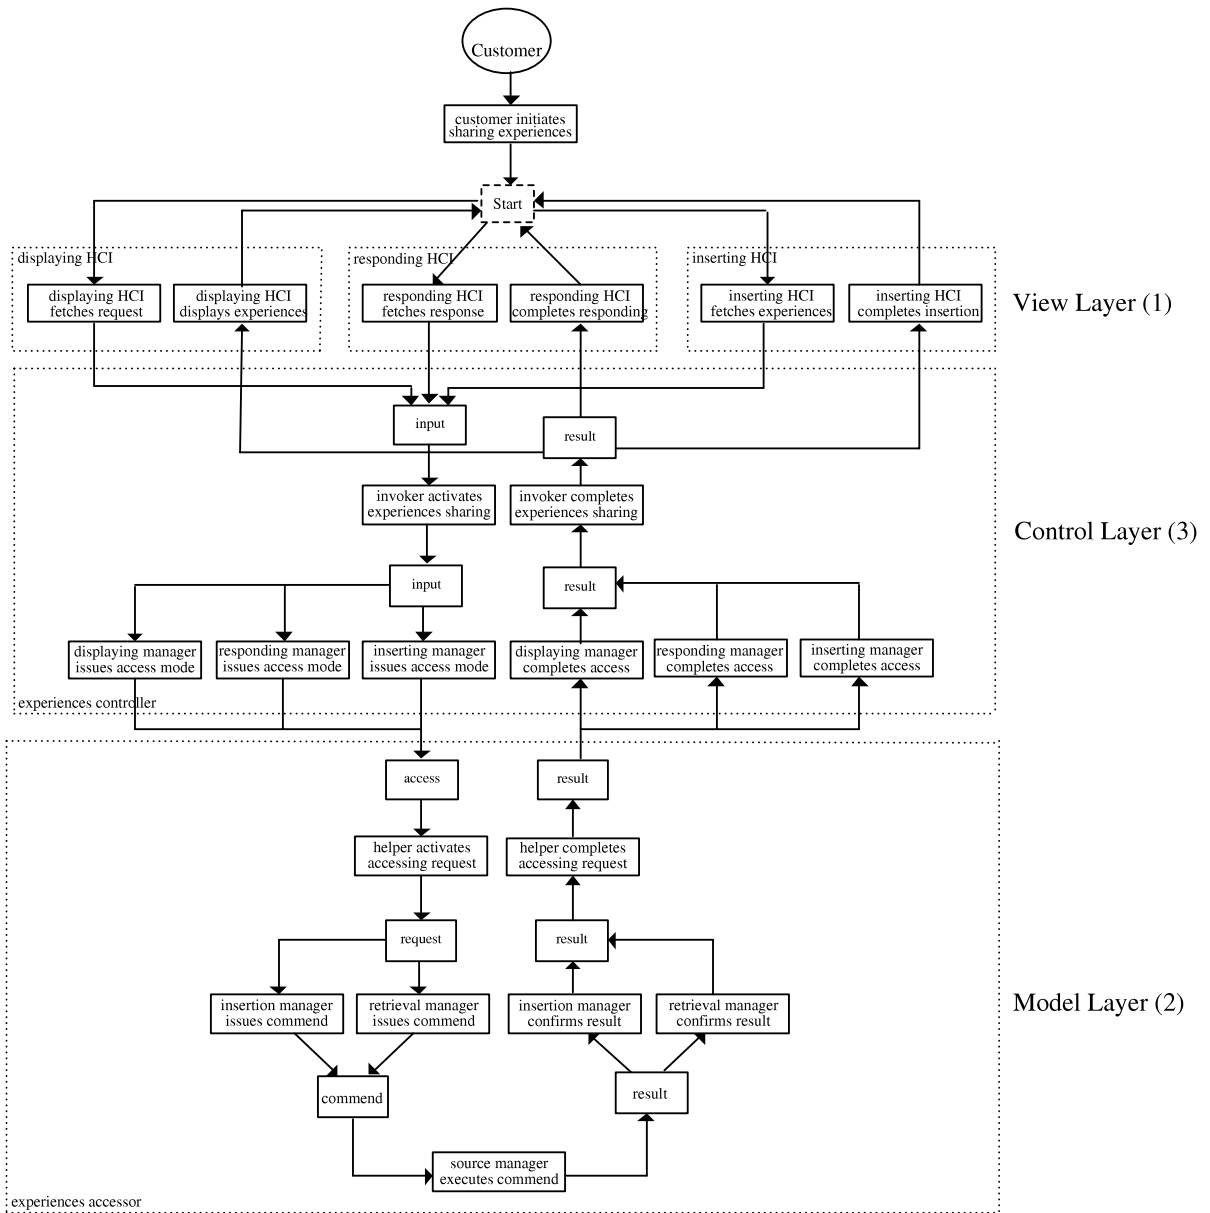 Customer
customer initiates
sharing experiences
Start
displaying HCI
responding HCI
inserting HCI
displaying HCI
fetches request
displaying HCI
displays experiences
responding HCI
fetches response
responding HCI
completes responding
inserting HCI
fetches experiences
inserting HCI
completes insertion
View Layer (1)
input
result
invoker activates
experiences sharing
invoker completes
experiences sharing
Control Layer (3)
input
result
displaying manager
issues access mode
responding manager
issues access mode
inserting manager
issues access mode
displaying manager
completes access
responding manager
completes access
inserting manager
completes access
experiences controller
access
result
helper activates
accessing request
helper completes
accessing request
request
result
insertion manager
issues commend
retrieval manager
issues commend
insertion manager
confirms result
retrieval manager
confirms result
Model Layer (2)
commend
result
source manager
executes commend
experiences accessor